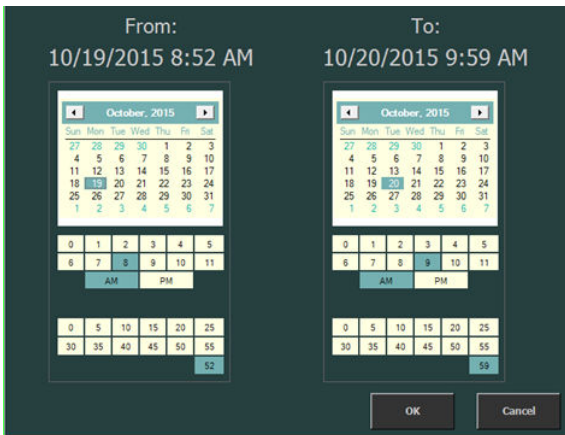 From:
10/19/2015 8:52 AM
October, 2015
Sun Mon Tue Wed Thu Fri Sat
27 28 29 30 1 2 3
4 5 6 7 8 9 10
11 12 13 14 15 16 17
18 19 20 21 22 23 24
25 26 27 28 29 30 31
1 2 3 4 5 6 7
0 1 2 3 4 5
6 7 8 9 10 11
AM PM
0 5 10 15 20 25
30 35 40 45 50 55
52
To:
10/20/2015 9:59 AM
October, 2015
Sun Mon Tue Wed Thu Fri Sat
27 28 29 30 1 2 3
4 5 6 7 8 9 10
11 12 13 14 15 16 17
18 19 20 21 22 23 24
25 26 27 28 29 30 31
1 2 3 4 5 6 7
0 1 2 3 4 5
6 7 8 9 10 11
AM PM
0 5 10 15 20 25
30 35 40 45 50 55
59
OK Cancel